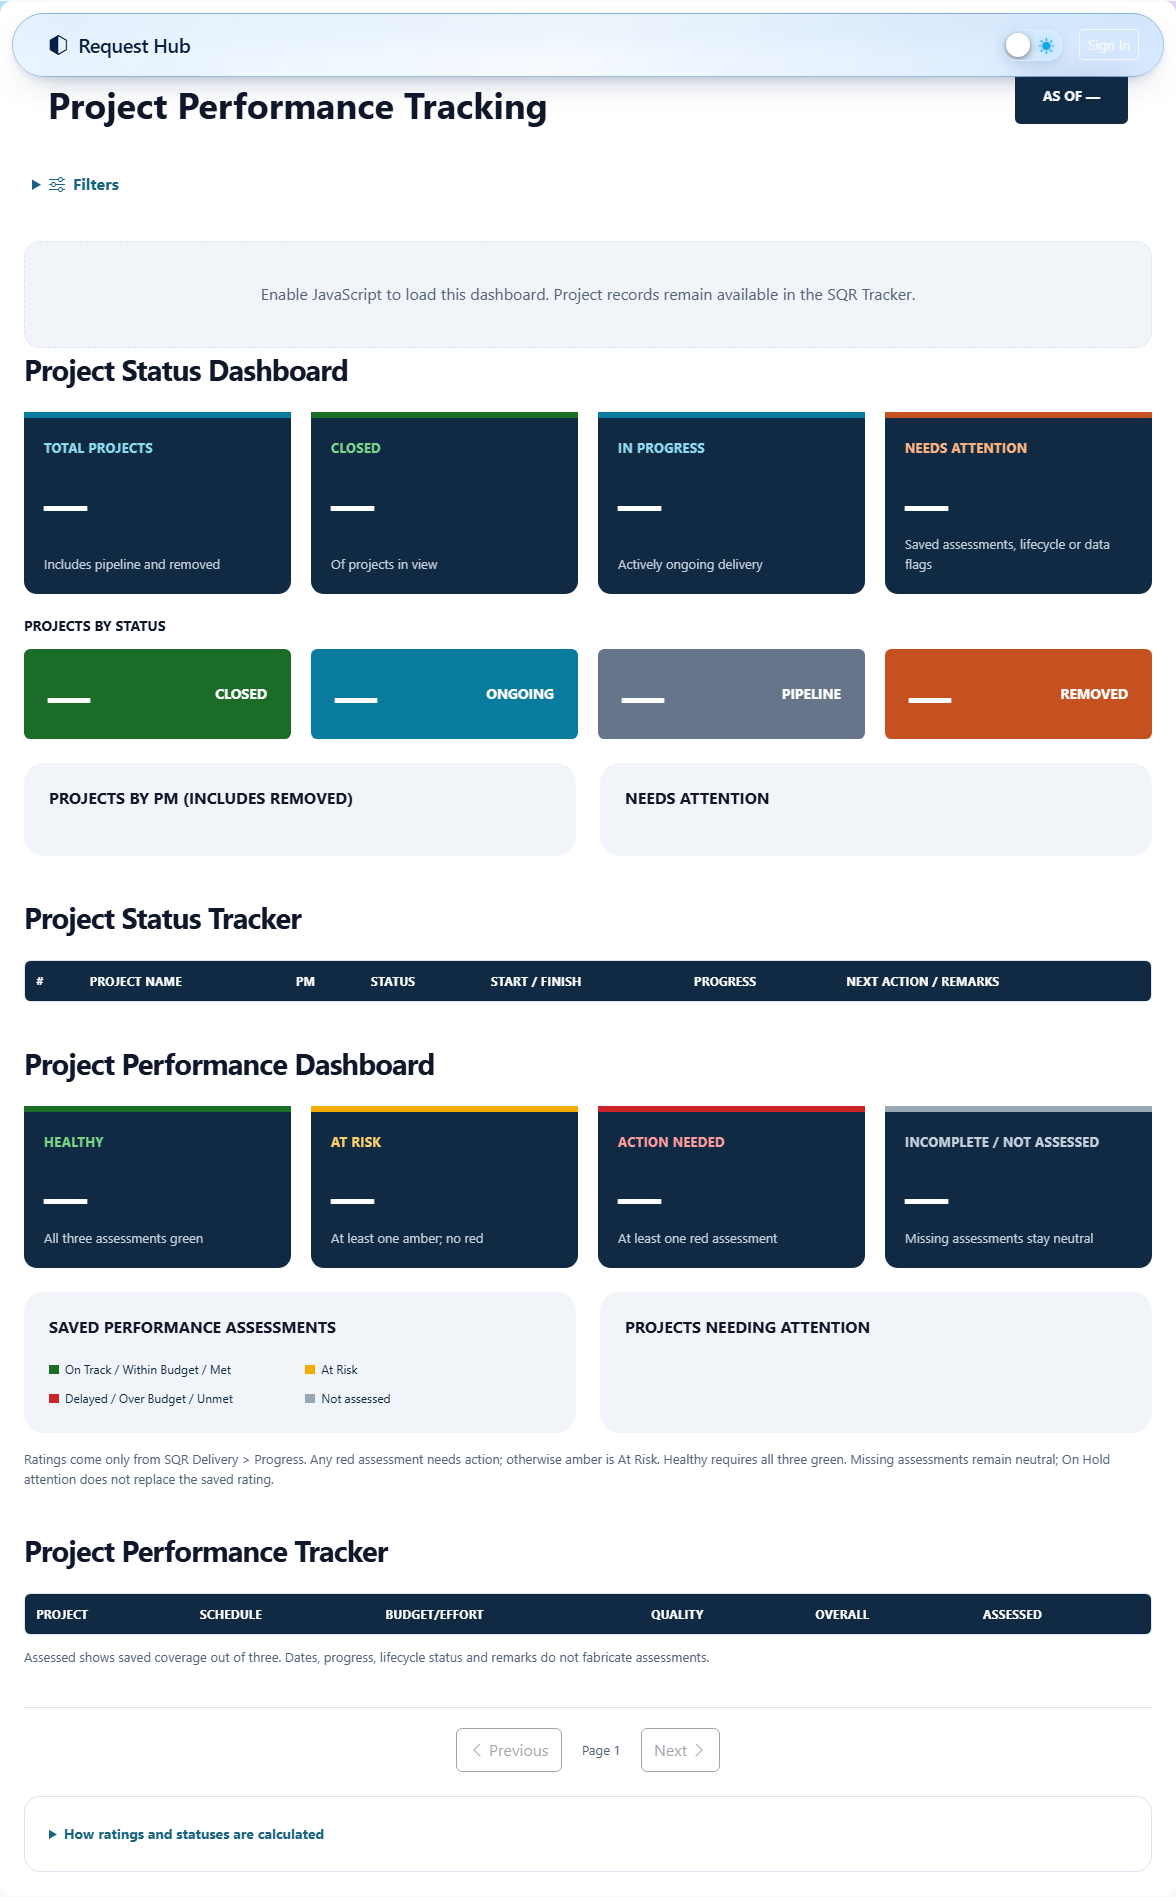 Request Hub
Sign In
Project Performance Tracking
AS OF —
Filters
Enable JavaScript to load this dashboard. Project records remain available in the SQR Tracker.
Project Status Dashboard
TOTAL PROJECTS
—
Includes pipeline and removed
CLOSED
—
Of projects in view
IN PROGRESS
—
Actively ongoing delivery
NEEDS ATTENTION
—
Saved assessments, lifecycle or data
flags
PROJECTS BY STATUS
— CLOSED
— ONGOING
— PIPELINE
— REMOVED
PROJECTS BY PM (INCLUDES REMOVED)
NEEDS ATTENTION
Project Status Tracker
# PROJECT NAME PM STATUS START / FINISH PROGRESS NEXT ACTION / REMARKS
Project Performance Dashboard
HEALTHY
—
All three assessments green
AT RISK
—
At least one amber; no red
ACTION NEEDED
—
At least one red assessment
INCOMPLETE / NOT ASSESSED
—
Missing assessments stay neutral
SAVED PERFORMANCE ASSESSMENTS
On Track / Within Budget / Met
At Risk
Delayed / Over Budget / Unmet
Not assessed
PROJECTS NEEDING ATTENTION
Ratings come only from SQR Delivery > Progress. Any red assessment needs action; otherwise amber is At Risk. Healthy requires all three green. Missing assessments remain neutral; On Hold
attention does not replace the saved rating.
Project Performance Tracker
PROJECT SCHEDULE BUDGET/EFFORT QUALITY OVERALL ASSESSED
Assessed shows saved coverage out of three. Dates, progress, lifecycle status and remarks do not fabricate assessments.
Previous Page 1 Next
How ratings and statuses are calculated